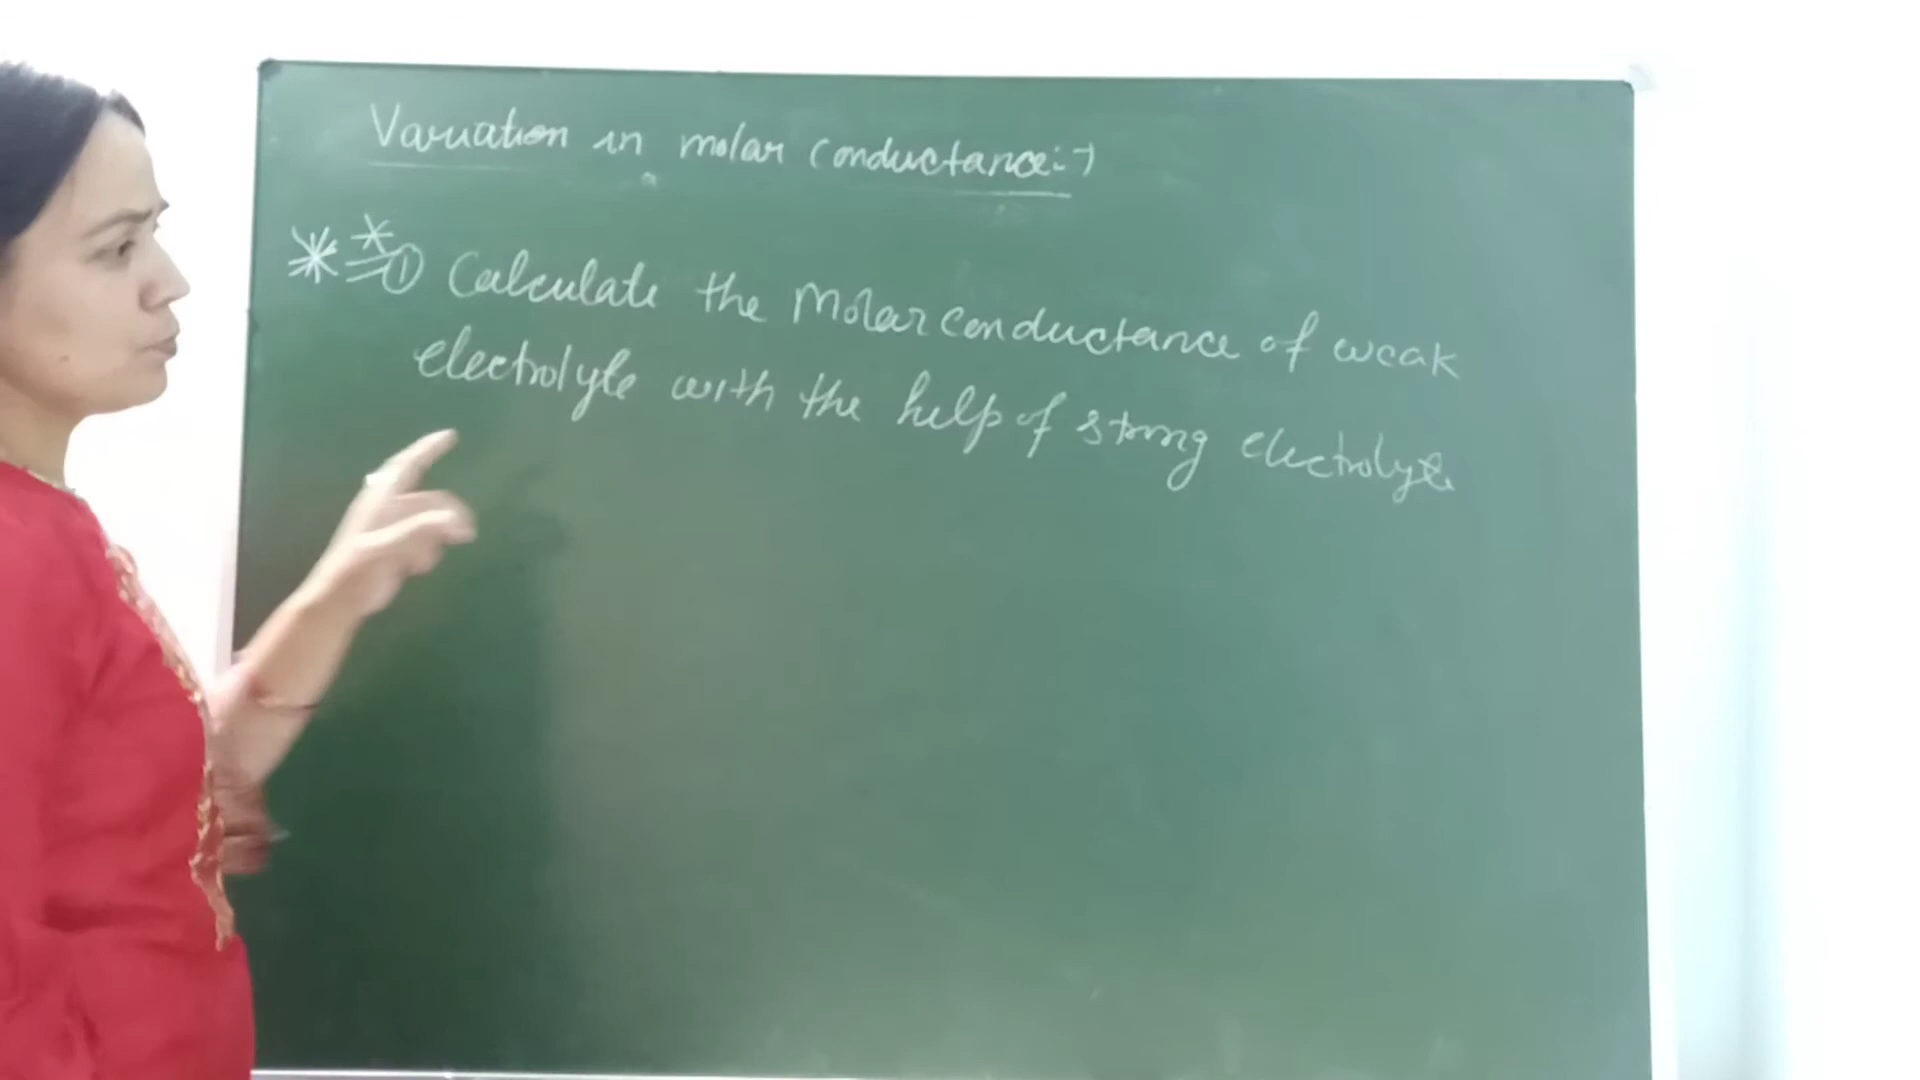 Variation in molar conductance:→
① Calculate the Molar conductance of weak
electrolyte with the help of strong electrolyte